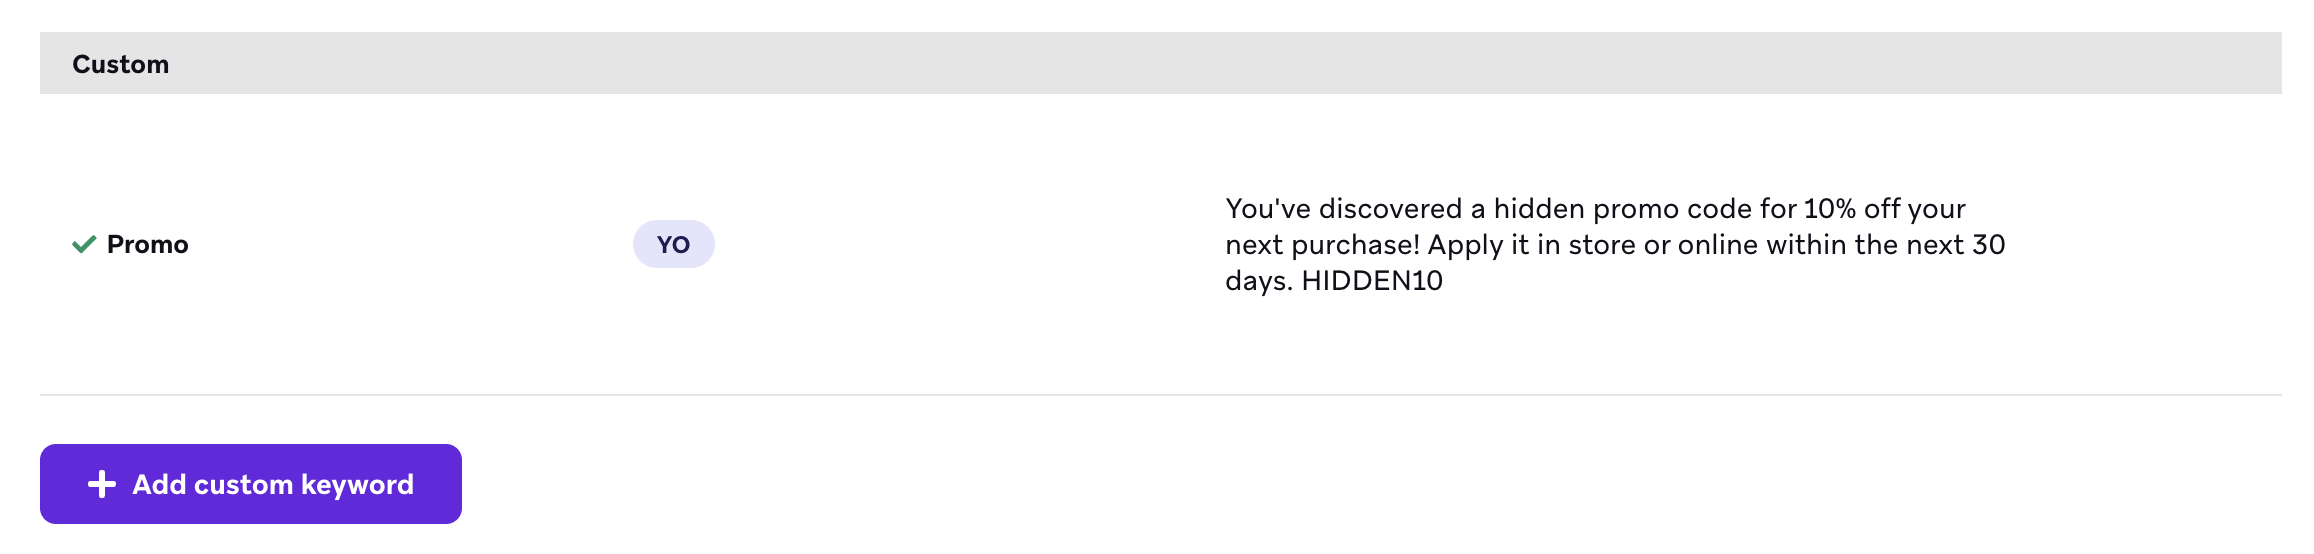 Custom
Promo
YO
You've discovered a hidden promo code for 10% off your
next purchase! Apply it in store or online within the next 30
days. HIDDEN10
Add custom keyword